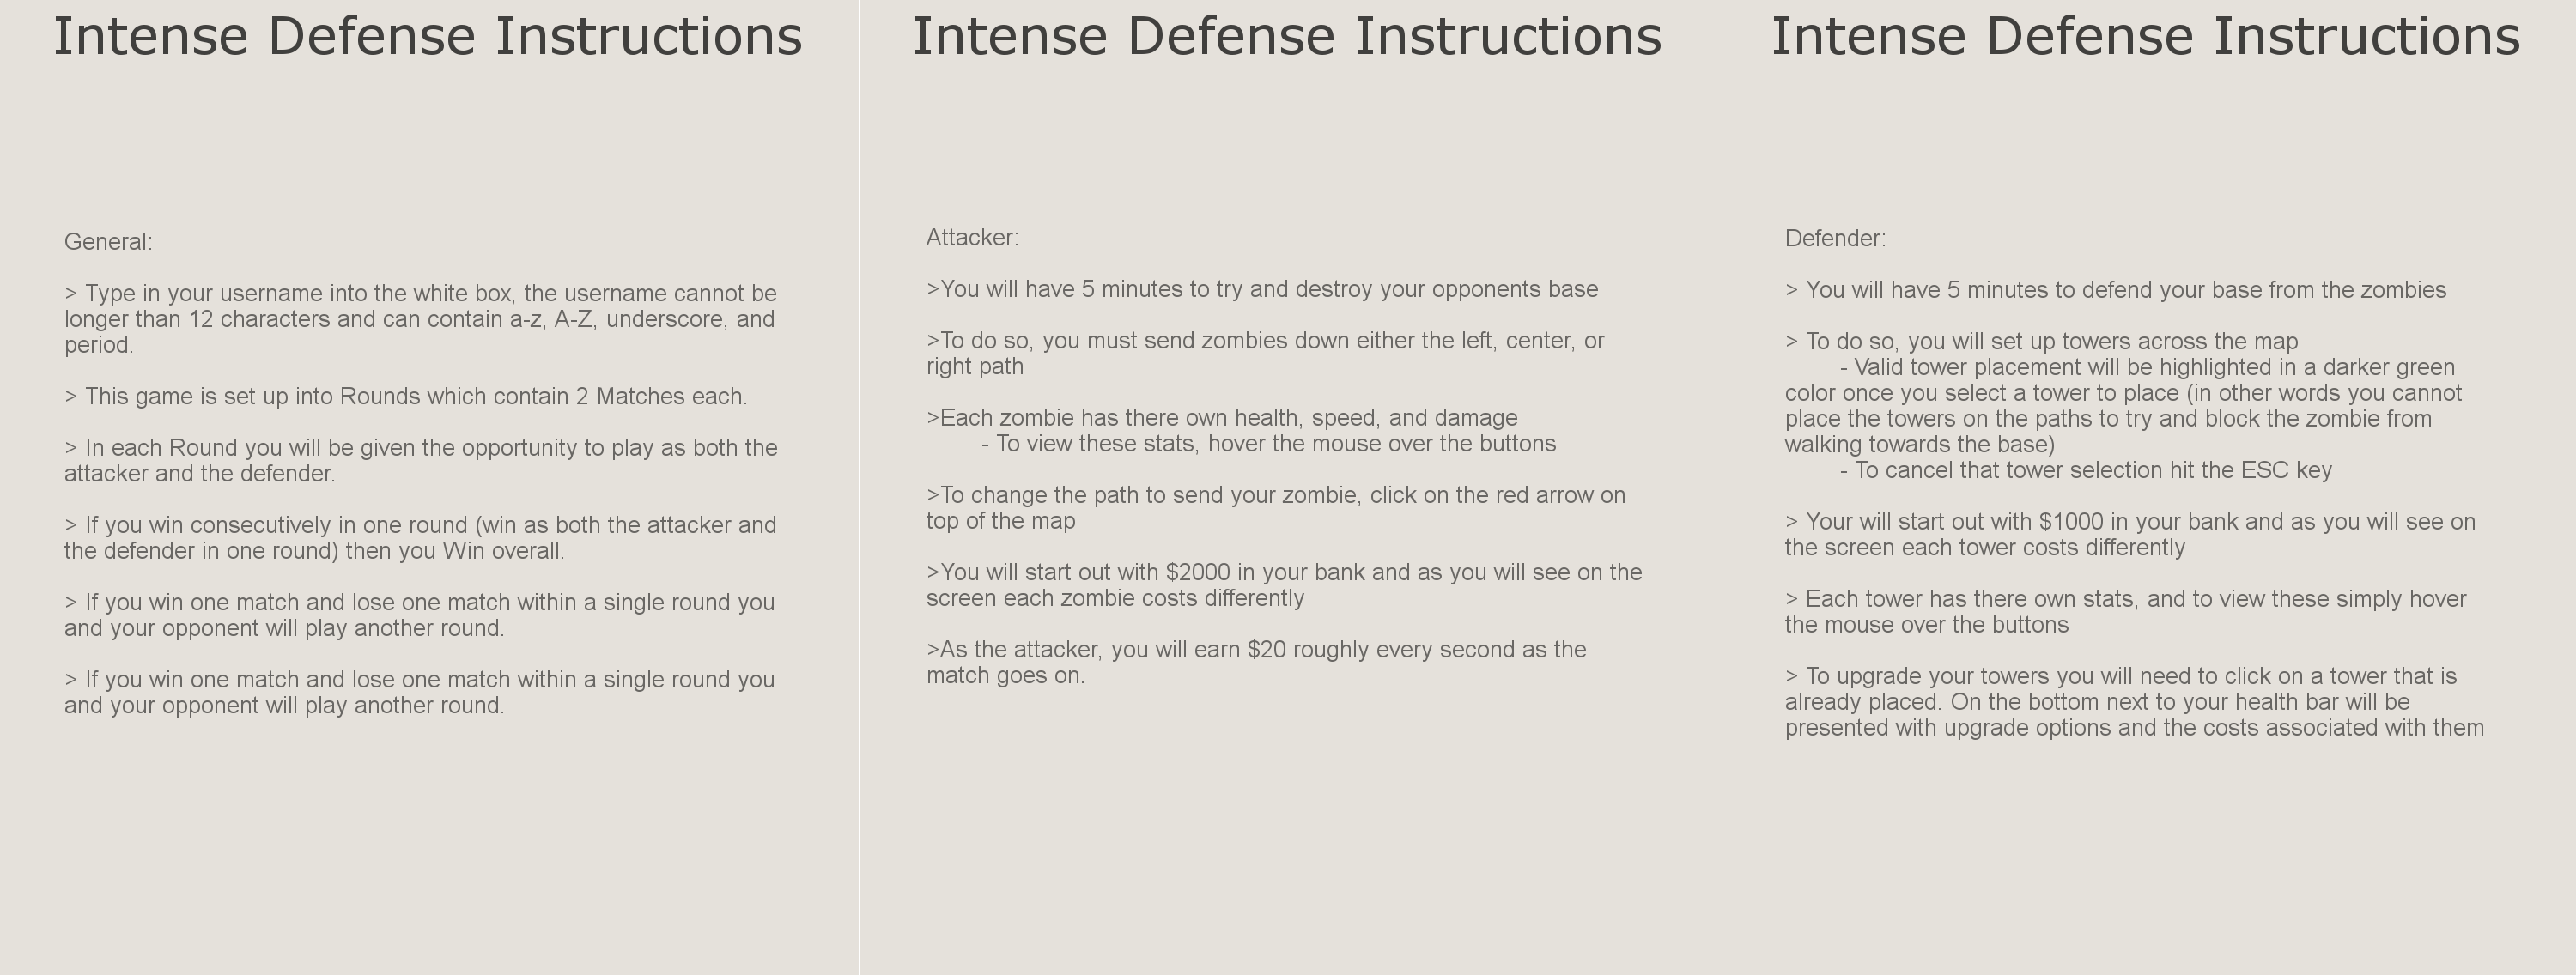 Intense Defense Instructions
General:
> Type in your username into the white box, the username cannot be
longer than 12 characters and can contain a-z, A-Z, underscore, and
period.
> This game is set up into Rounds which contain 2 Matches each.
> In each Round you will be given the opportunity to play as both the
attacker and the defender.
> If you win consecutively in one round (win as both the attacker and
the defender in one round) then you Win overall.
> If you win one match and lose one match within a single round you
and your opponent will play another round.
> If you win one match and lose one match within a single round you
and your opponent will play another round.
Intense Defense Instructions
Attacker:
>You will have 5 minutes to try and destroy your opponents base
>To do so, you must send zombies down either the left, center, or
right path
>Each zombie has there own health, speed, and damage
- To view these stats, hover the mouse over the buttons
>To change the path to send your zombie, click on the red arrow on
top of the map
>You will start out with $2000 in your bank and as you will see on the
screen each zombie costs differently
>As the attacker, you will earn $20 roughly every second as the
match goes on.
Intense Defense Instructions
Defender:
> You will have 5 minutes to defend your base from the zombies
> To do so, you will set up towers across the map
- Valid tower placement will be highlighted in a darker green
color once you select a tower to place (in other words you cannot
place the towers on the paths to try and block the zombie from
walking towards the base)
- To cancel that tower selection hit the ESC key
> Your will start out with $1000 in your bank and as you will see on
the screen each tower costs differently
> Each tower has there own stats, and to view these simply hover
the mouse over the buttons
> To upgrade your towers you will need to click on a tower that is
already placed. On the bottom next to your health bar will be
presented with upgrade options and the costs associated with them